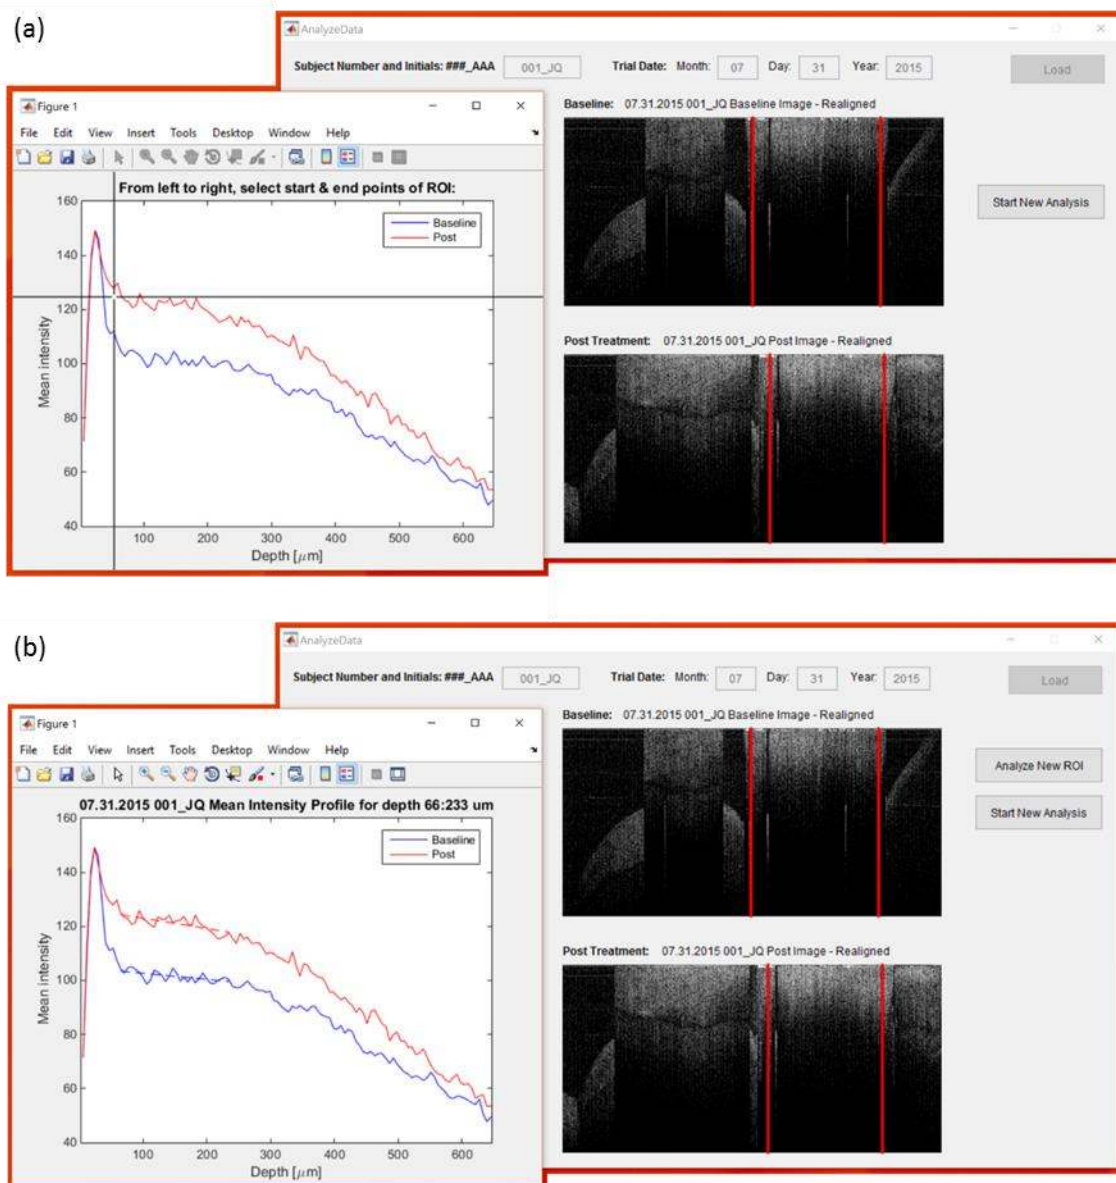 (a)
AnalyzeData
Subject Number and Initials: ###_AAA 001_JQ Trial Date: Month: 07 Day: 31 Year: 2015 Load
Baseline: 07.31.2015 001_JQ Baseline Image - Realigned
Start New Analysis
Post Treatment: 07.31.2015 001_JQ Post Image - Realigned
Figure 1
File Edit View Insert Tools Desktop Window Help
From left to right, select start & end points of ROI:
Baseline
Post
160
140
120
100
80
60
40
Mean intensity
100 200 300 400 500 600
Depth [μm]
(b)
AnalyzeData
Subject Number and Initials: ###_AAA 001_JQ Trial Date: Month: 07 Day: 31 Year: 2015 Load
Baseline: 07.31.2015 001_JQ Baseline Image - Realigned
Analyze New ROI
Start New Analysis
Post Treatment: 07.31.2015 001_JQ Post Image - Realigned
Figure 1
File Edit View Insert Tools Desktop Window Help
07.31.2015 001_JQ Mean Intensity Profile for depth 66:233 um
Baseline
Post
160
140
120
100
80
60
40
Mean intensity
100 200 300 400 500 600
Depth [μm]